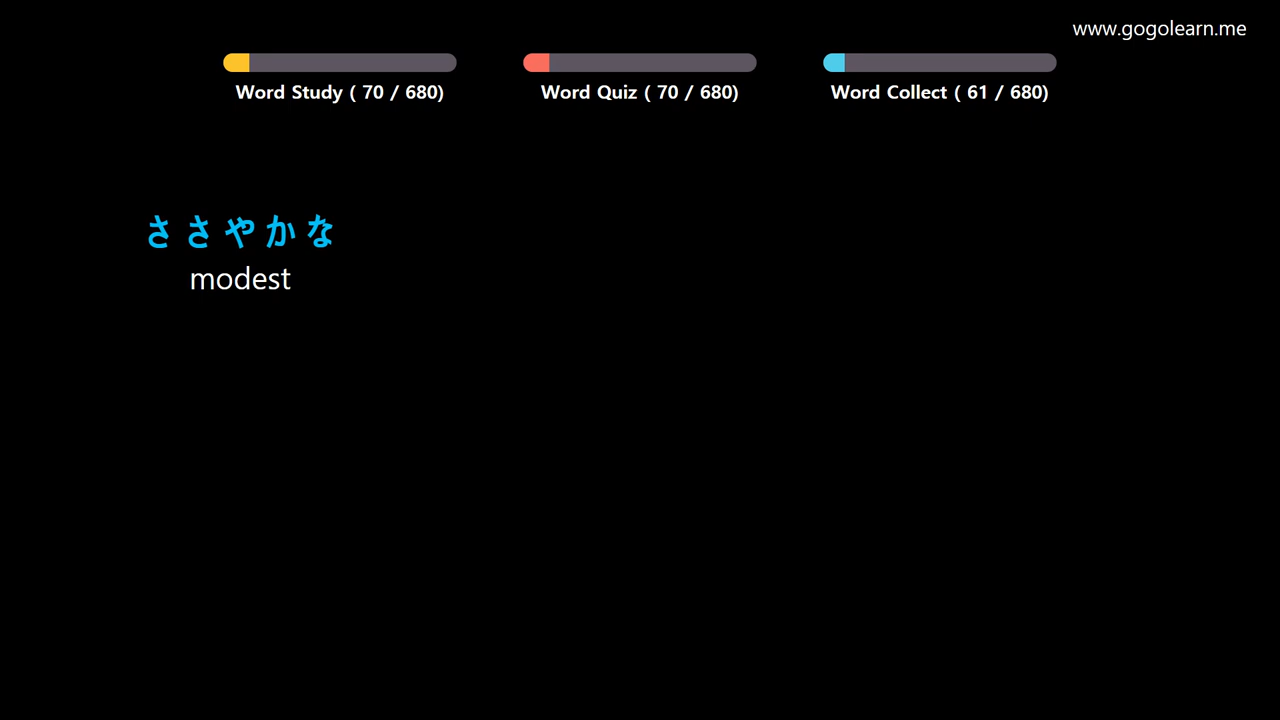 www.gogolearn.me
Word Study ( 70 / 680)
Word Quiz ( 70 / 680)
Word Collect ( 61 / 680)
ささやかな
modest